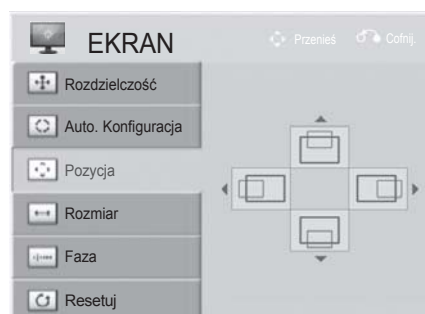 EKRAN
Przenieś Cofnij.
Rozdzielczość
Auto. Konfiguracja
Pozycja
Rozmiar
Faza
Resetuj